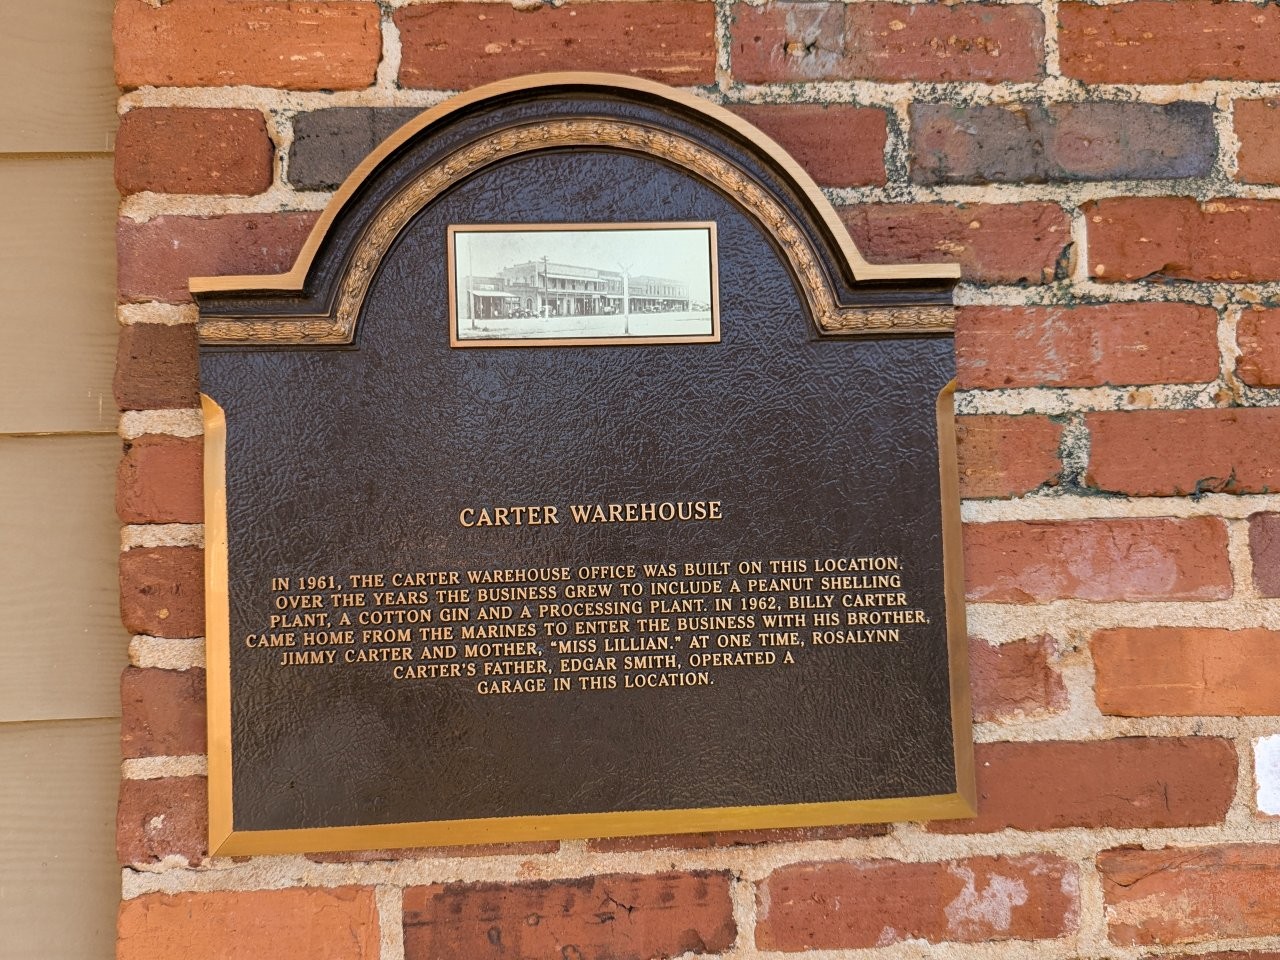 CARTER WAREHOUSE
IN 1961, THE CARTER WAREHOUSE OFFICE WAS BUILT ON THIS LOCATION.
OVER THE YEARS THE BUSINESS GREW TO INCLUDE A PEANUT SHELLING
PLANT, A COTTON GIN AND A PROCESSING PLANT. IN 1962, BILLY CARTER
CAME HOME FROM THE MARINES TO ENTER THE BUSINESS WITH HIS BROTHER,
JIMMY CARTER AND MOTHER, “MISS LILLIAN.” AT ONE TIME, ROSALYNN
CARTER'S FATHER, EDGAR SMITH, OPERATED A
GARAGE IN THIS LOCATION.